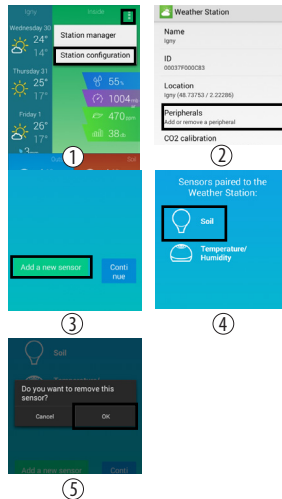 Igny
Inside
Wednesday 30
24°
14°
Station manager
Station configuration
Thursday 31
25°
17°
55%
1004
Friday 1
26°
17°
470
38
①
Weather Station
Name
Igny
ID
00037F000C83
Location
Igny (48.73753 / 2.22286)
Peripherals
Add or remove a peripheral
CO2 calibration
②
Soil
Add a new sensor
Conti
nue
③
Sensors paired to the
Weather Station:
Soil
Temperature/
Humidity
④
Soil
Do you want to remove this
sensor?
Cancel
OK
Add a new sensor
Conti
⑤